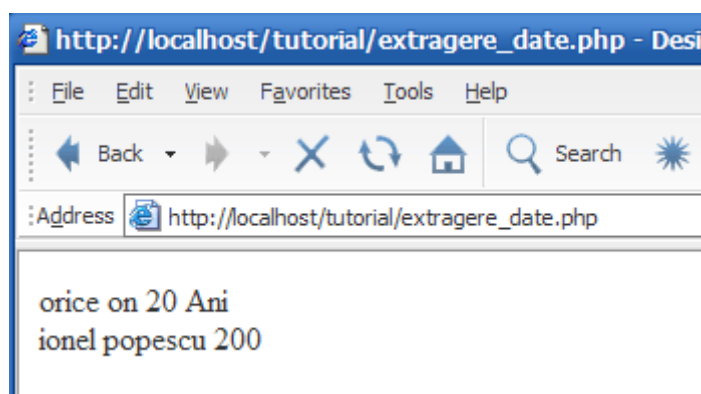 http://localhost/tutorial/extragere_date.php - Desi
File Edit View Favorites Tools Help
Back Search
Address http://localhost/tutorial/extragere_date.php
orice on 20 Ani
ionel popescu 200